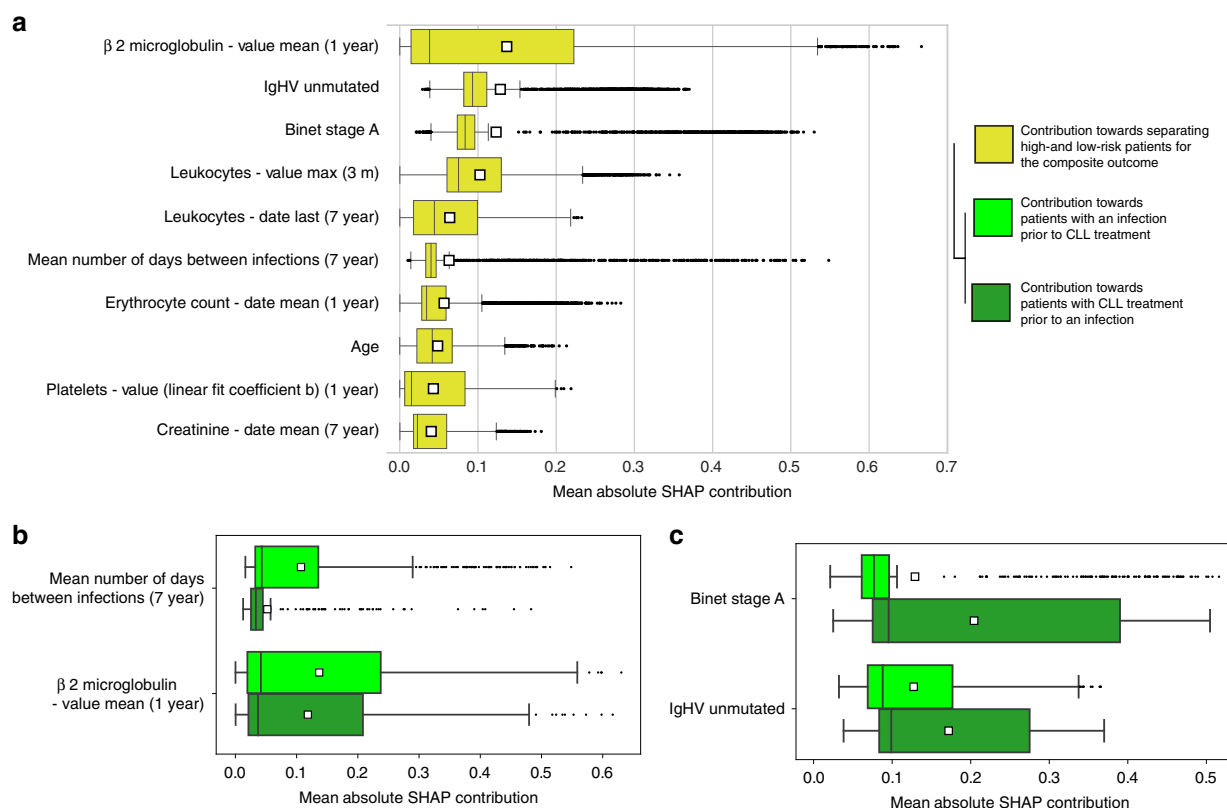 a
β 2 microglobulin - value mean (1 year)
IgHV unmutated
Binet stage A
Leukocytes - value max (3 m)
Leukocytes - date last (7 year)
Mean number of days between infections (7 year)
Erythrocyte count - date mean (1 year)
Age
Platelets - value (linear fit coefficient b) (1 year)
Creatinine - date mean (7 year)
0.0 0.1 0.2 0.3 0.4 0.5 0.6 0.7
Mean absolute SHAP contribution
Contribution towards separating
high-and low-risk patients for
the composite outcome
Contribution towards
patients with an infection
prior to CLL treatment
Contribution towards
patients with CLL treatment
prior to an infection
b
Mean number of days
between infections (7 year)
β 2 microglobulin
- value mean (1 year)
0.0 0.1 0.2 0.3 0.4 0.5 0.6
Mean absolute SHAP contribution
c
Binet stage A
IgHV unmutated
0.0 0.1 0.2 0.3 0.4 0.5
Mean absolute SHAP contribution